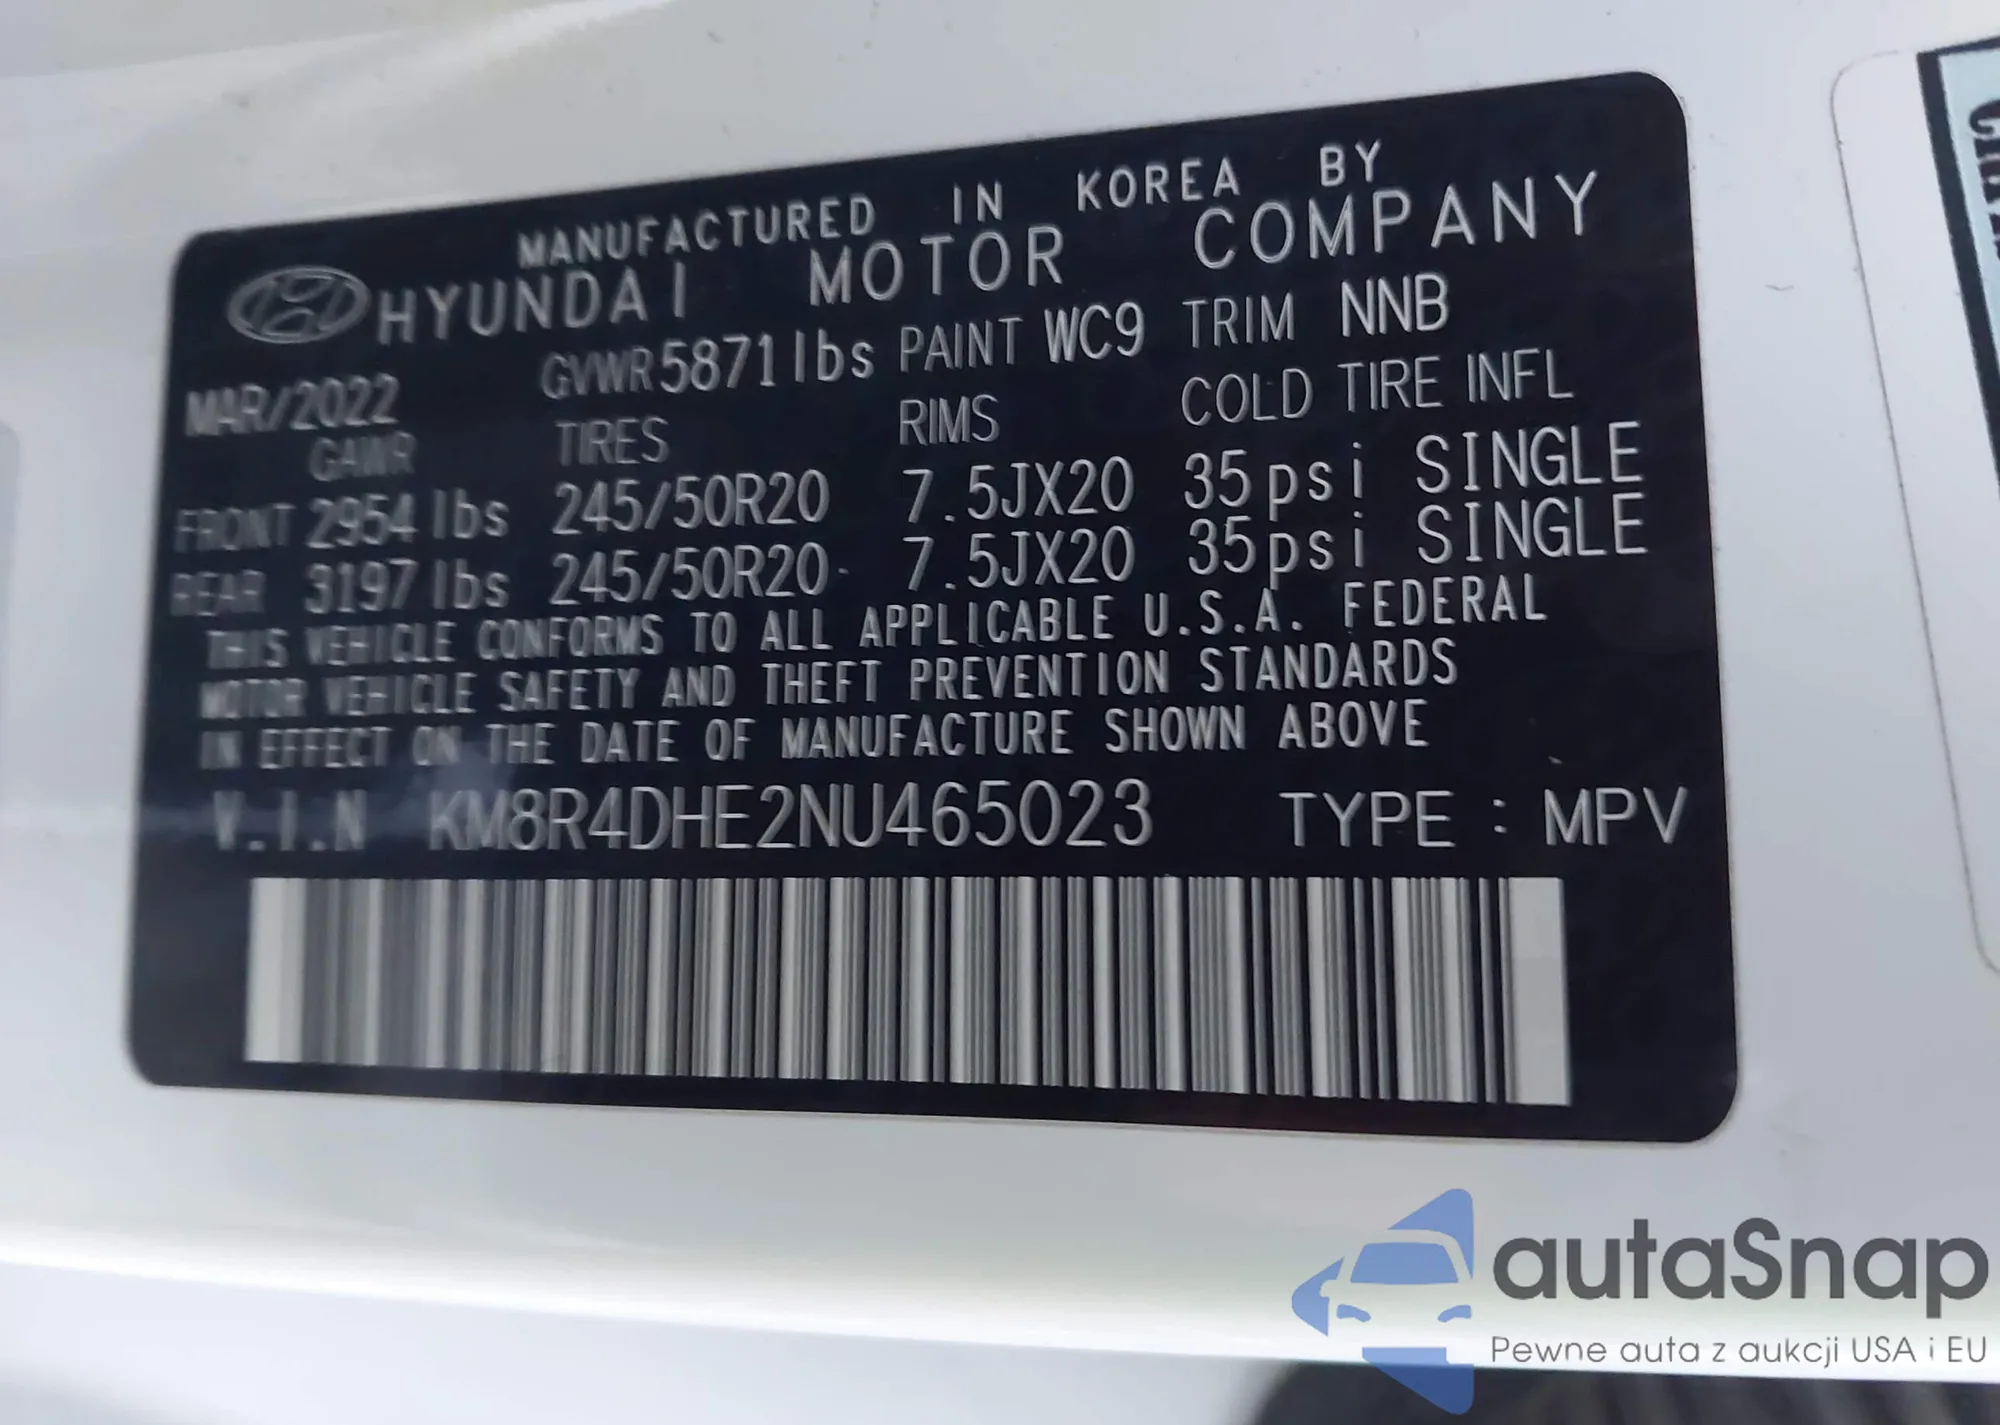 MANUFACTURED IN KOREA BY
HYUNDAI MOTOR COMPANY
MAR/2022 GVWR 5871lbs PAINT WC9 TRIM NNB
GAWR TIRES RIMS COLD TIRE INFL
FRONT 2954 lbs 245/50R20 7.5JX20 35psi SINGLE
REAR 3197 lbs 245/50R20 7.5JX20 35psi SINGLE
THIS VEHICLE CONFORMS TO ALL APPLICABLE U.S.A. FEDERAL
MOTOR VEHICLE SAFETY AND THEFT PREVENTION STANDARDS
IN EFFECT ON THE DATE OF MANUFACTURE SHOWN ABOVE
V.I.N KM8R4DHE2NU465023 TYPE : MPV
autaSnap
Pewne auta z aukcji USA i EU